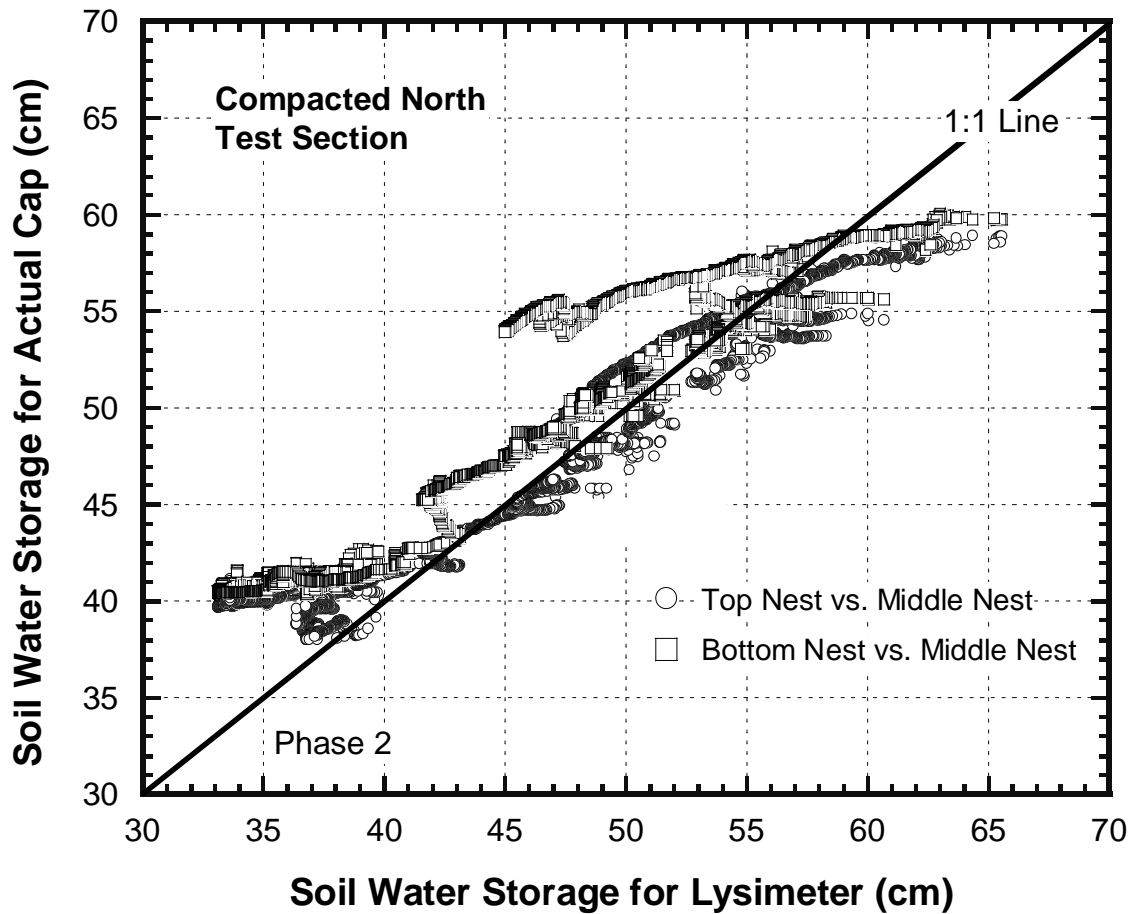 70
65
60
55
50
45
40
35
30
Soil Water Storage for Actual Cap (cm)
Compacted North
Test Section
1:1 Line
Top Nest vs. Middle Nest
Bottom Nest vs. Middle Nest
Phase 2
30 35 40 45 50 55 60 65 70
Soil Water Storage for Lysimeter (cm)